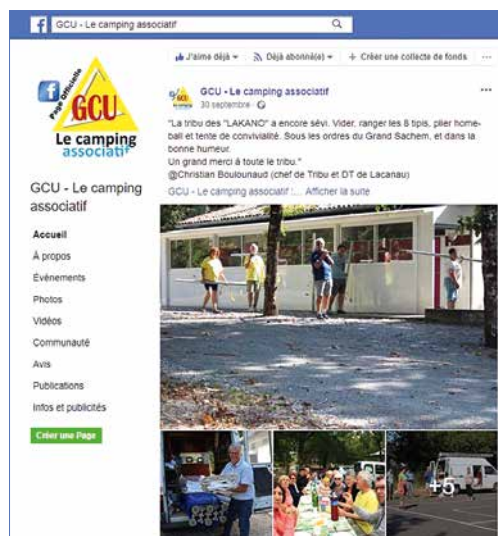 GCU - Le camping associatif
J'aime déjà
Déjà abonné(e)
+ Créer une collecte de fonds
...
Page Officielle
GCU
Le camping
associatif
GCU - Le camping associatif
30 septembre
"La tribu des "LAKANO" a encore sévi. Vider, ranger les 8 tipis, plier home-
ball et tente de convivialité. Sous les ordres du Grand Sachem, et dans la
bonne humeur.
Un grand merci à toute le tribu."
@Christian Boulounaud (chef de Tribu et DT de Lacanau)
GCU - Le camping associatif :... Afficher la suite
GCU - Le camping
associatif
Accueil
À propos
Événements
Photos
Vidéos
Communauté
Avis
Publications
Infos et publicités
Créer une Page
+5